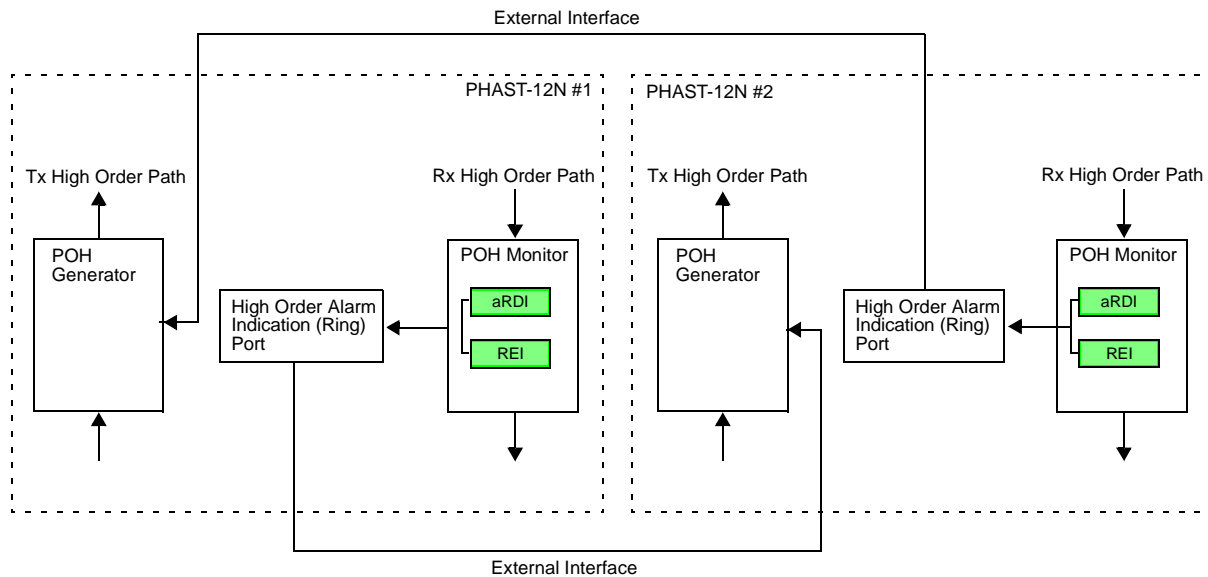 External Interface
PHAST-12N #1
PHAST-12N #2
Tx High Order Path
Rx High Order Path
Tx High Order Path
Rx High Order Path
POH
Generator
POH Monitor
aRDI
REI
High Order Alarm
Indication (Ring)
Port
POH
Generator
POH Monitor
aRDI
REI
High Order Alarm
Indication (Ring)
Port
External Interface